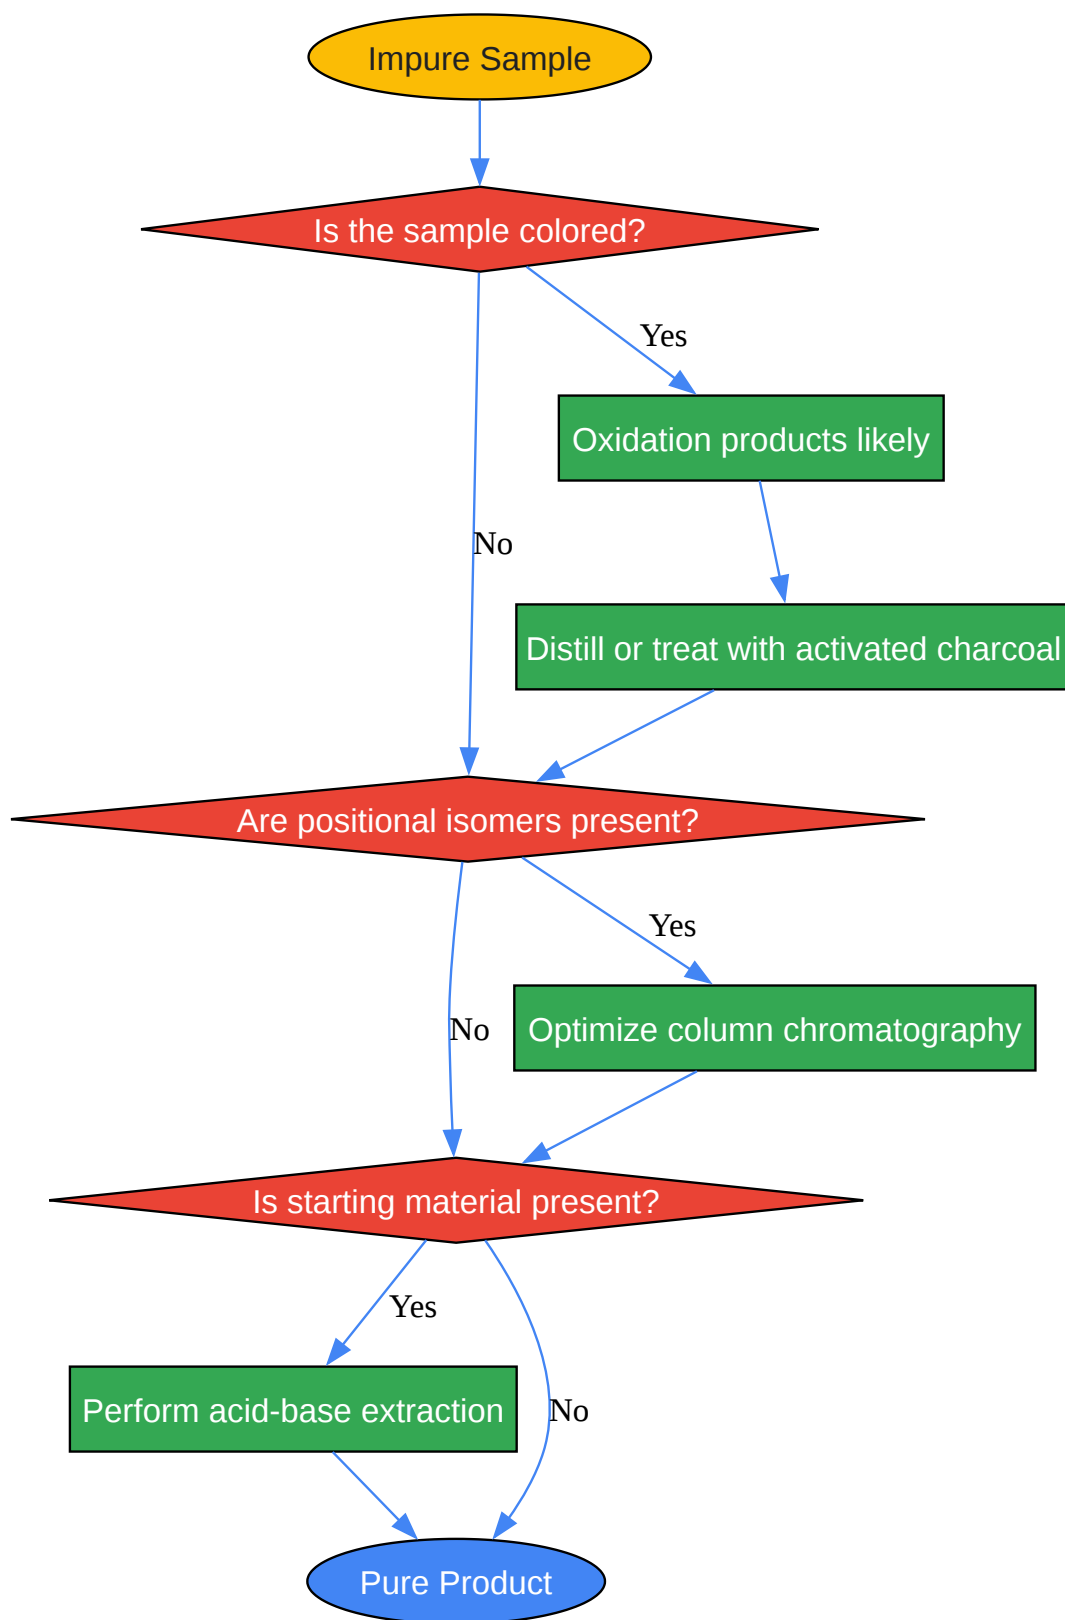 Impure Sample
Is the sample colored?
Yes
Oxidation products likely
No
Distill or treat with activated charcoal
Are positional isomers present?
Yes
No
Optimize column chromatography
Is starting material present?
Yes
Perform acid-base extraction
No
Pure Product